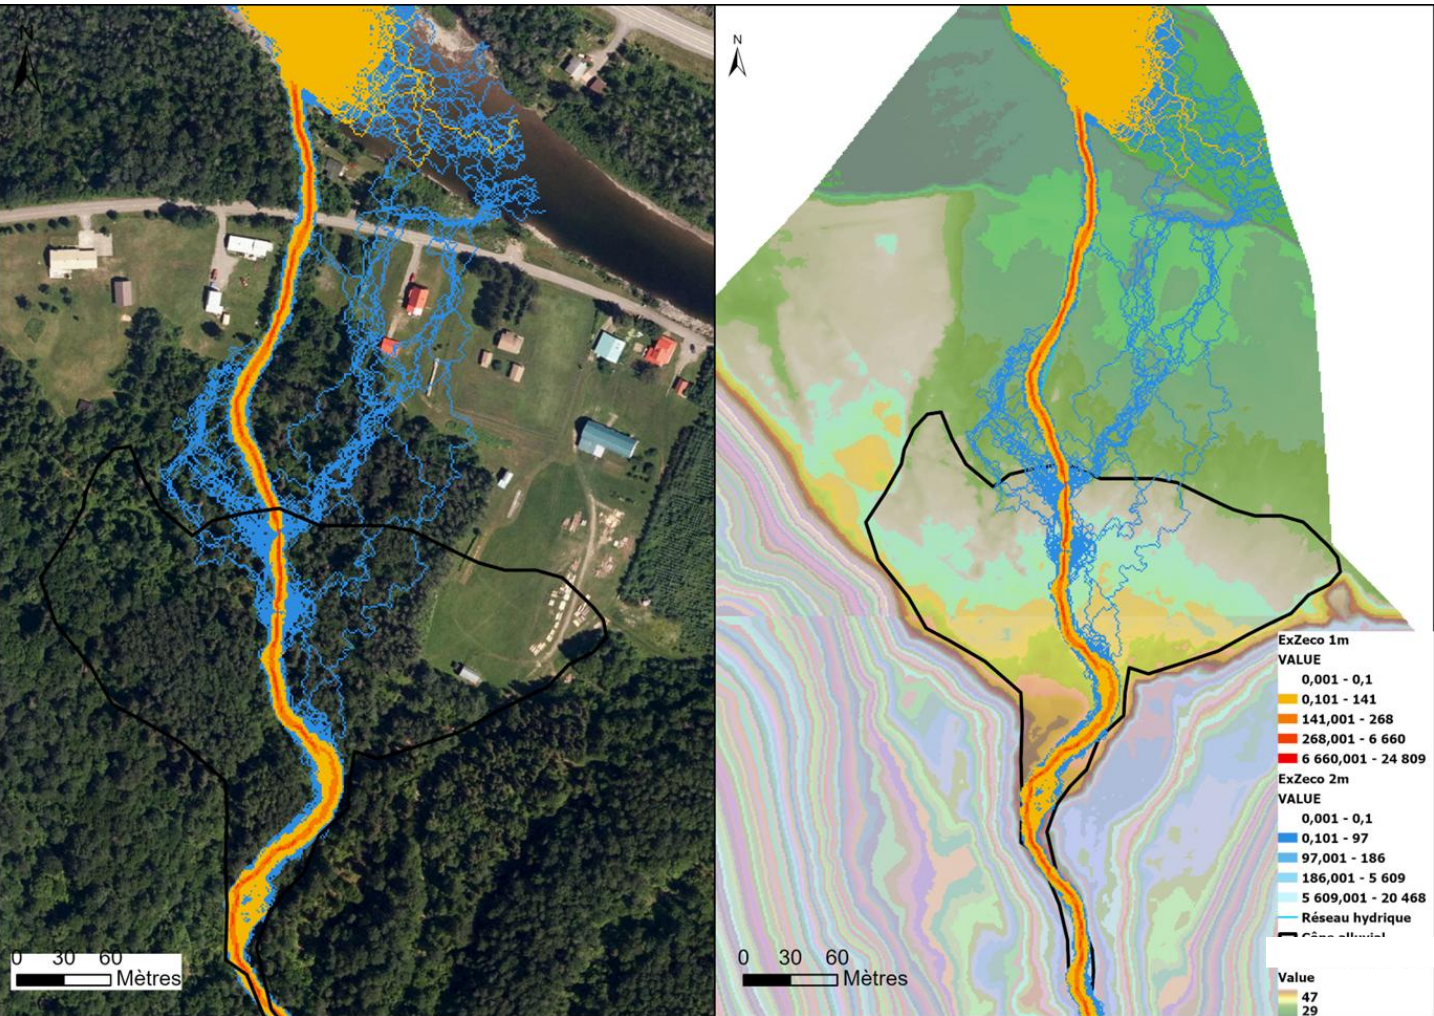 N
0 30 60
Mètres
N
0 30 60
Mètres
ExZeco 1m
VALUE
0,001 - 0,1
0,101 - 141
141,001 - 268
268,001 - 6 660
6 660,001 - 24 809
ExZeco 2m
VALUE
0,001 - 0,1
0,101 - 97
97,001 - 186
186,001 - 5 609
5 609,001 - 20 468
Réseau hydrique
Cône alluvial
Value
47
29